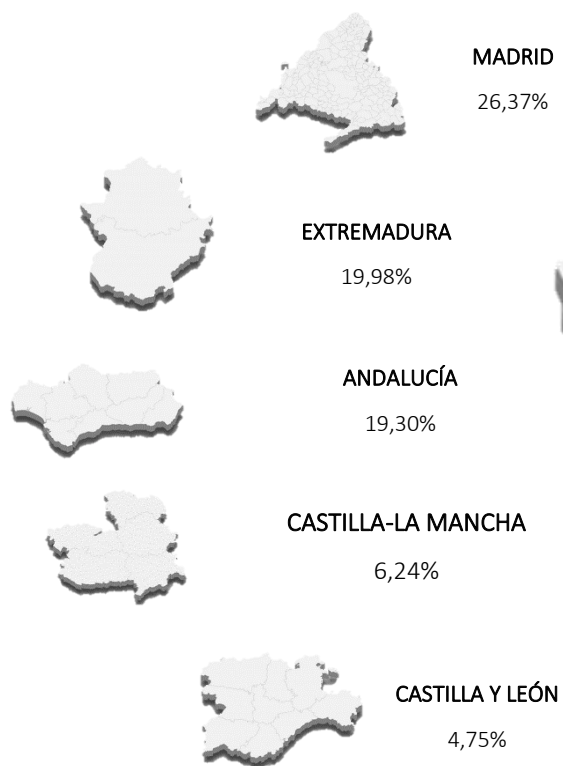 MADRID
26,37%
EXTREMADURA
19,98%
ANDALUCÍA
19,30%
CASTILLA-LA MANCHA
6,24%
CASTILLA Y LEÓN
4,75%